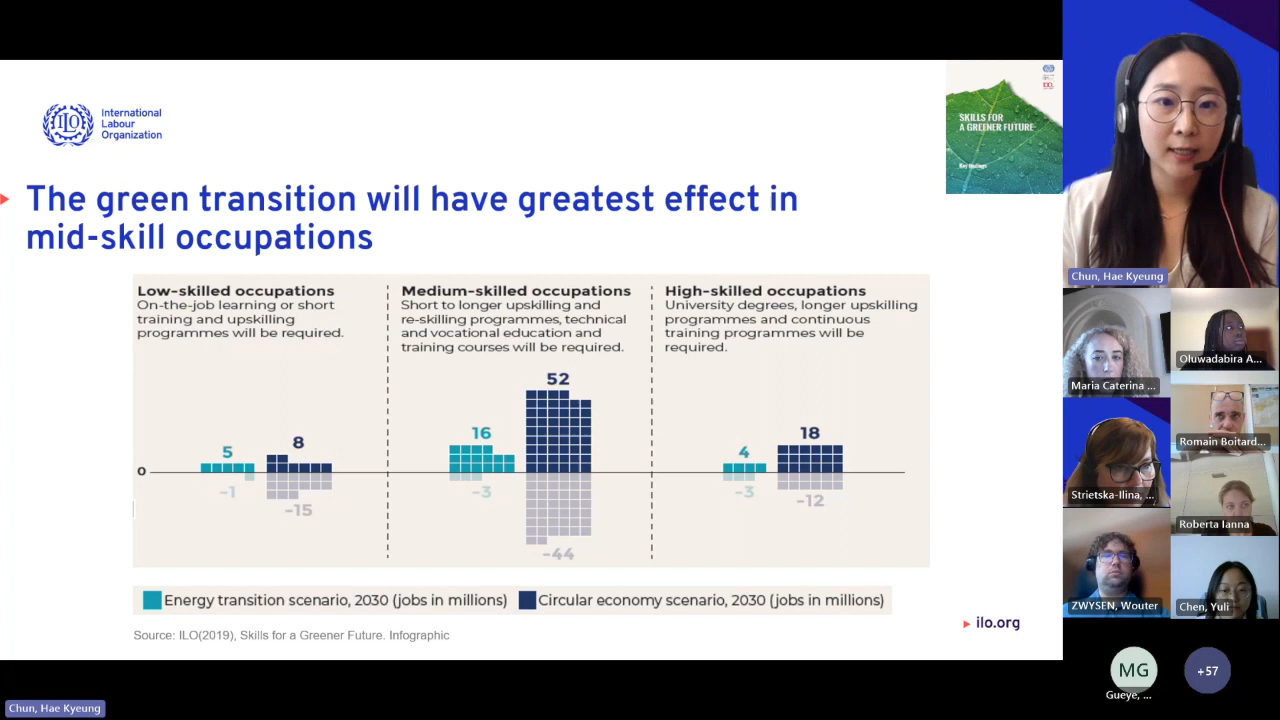 International
Labour
Organization
SKILLS FOR
A GREENER FUTURE
Key findings
The green transition will have greatest effect in
mid-skill occupations
Low-skilled occupations
On-the-job learning or short
training and upskilling
programmes will be required.
Medium-skilled occupations
Short to longer upskilling and
re-skilling programmes, technical
and vocational education and
training courses will be required.
High-skilled occupations
University degrees, longer upskilling
programmes and continuous
training programmes will be
required.
0
5
-1
8
-15
16
-3
52
-44
4
-3
18
-12
Energy transition scenario, 2030 (jobs in millions)
Circular economy scenario, 2030 (jobs in millions)
Source: ILO(2019), Skills for a Greener Future. Infographic
ilo.org
Chun, Hae Kyeung
Chun, Hae Kyeung
Maria Caterina ...
Oluwadabira A...
Romain Boitard...
Strietska-Ilina, ...
Roberta Ianna
ZWYSEN, Wouter
Chen, Yuli
MG
Gueye, ...
+57